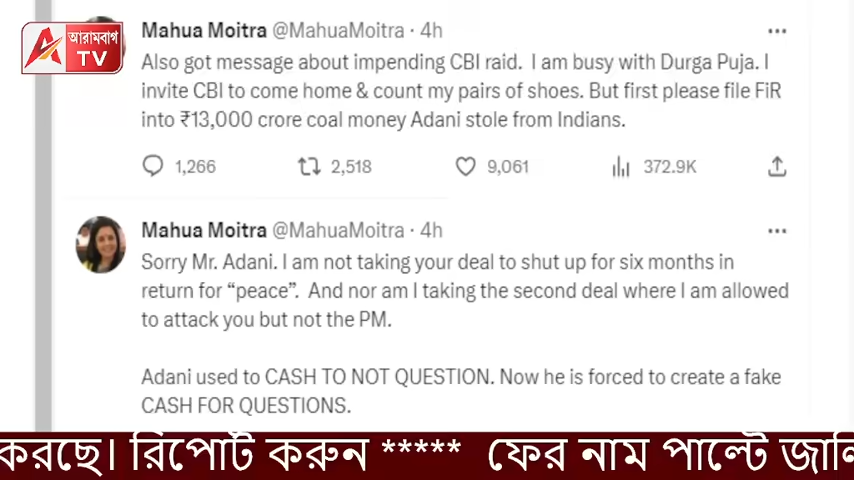 আরামবাগ
TV
Mahua Moitra @MahuaMoitra · 4h
Also got message about impending CBI raid. I am busy with Durga Puja. I
invite CBI to come home & count my pairs of shoes. But first please file FiR
into ₹13,000 crore coal money Adani stole from Indians.
1,266 2,518 9,061 372.9K
Mahua Moitra @MahuaMoitra · 4h
Sorry Mr. Adani. I am not taking your deal to shut up for six months in
return for “peace”. And nor am I taking the second deal where I am allowed
to attack you but not the PM.
Adani used to CASH TO NOT QUESTION. Now he is forced to create a fake
CASH FOR QUESTIONS.
করছে। রিপোর্ট করুন ***** ফের নাম পাল্টে